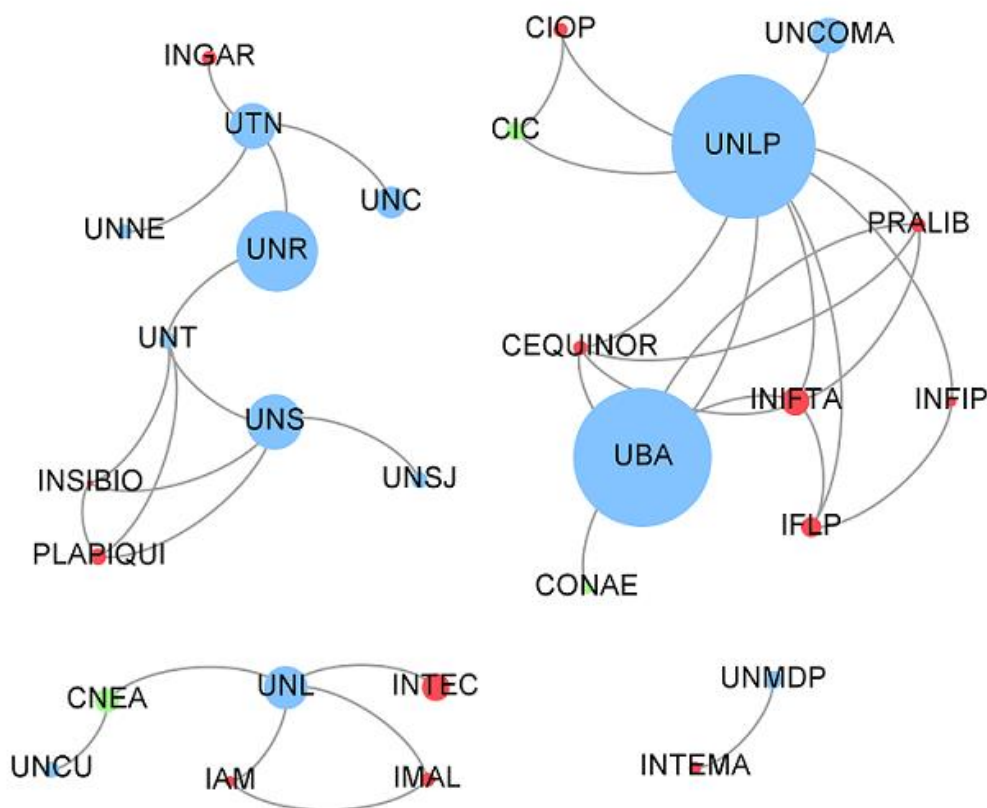 INGAR
UTN
UNNE
UNC
UNR
UNT
UNS
INSIBIO
UNSJ
PLAPIQUI
CIOP
UNCOMA
CIC
UNLP
PRALIB
CEQUINOR
INIFTA
INFIP
UBA
IFLP
CONAE
CNEA
UNL
INTEC
UNCU
IAM
IMAL
UNMDP
INTEMA